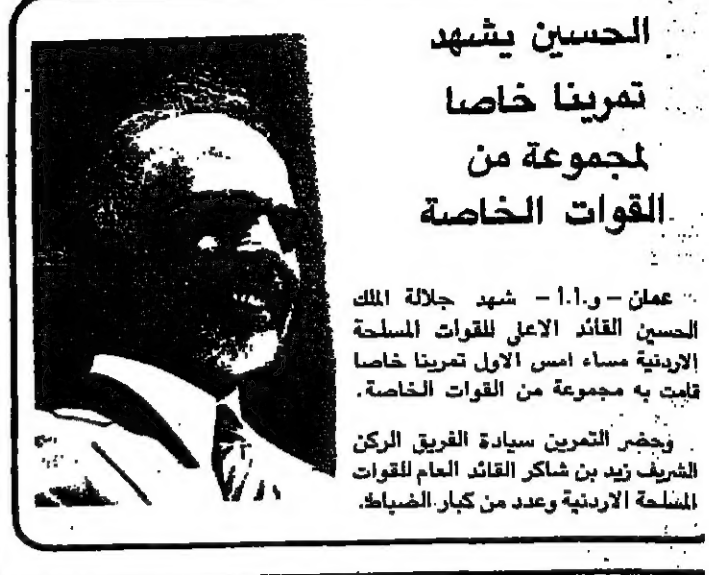 الحسين يشهد
تمرينا خاصا
لمجموعة من
القوات الخاصة
عمان – و.ا.ا – شهد جلالة الملك
الحسين القائد الاعلى للقوات المسلحة
الاردنية مساء امس الاول تمرينا خاصا
قامت به مجموعة من القوات الخاصة.
وحضر التمرين سيادة الفريق الركن
الشريف زيد بن شاكر القائد العام للقوات
المسلحة الاردنية وعدد من كبار الضباط.